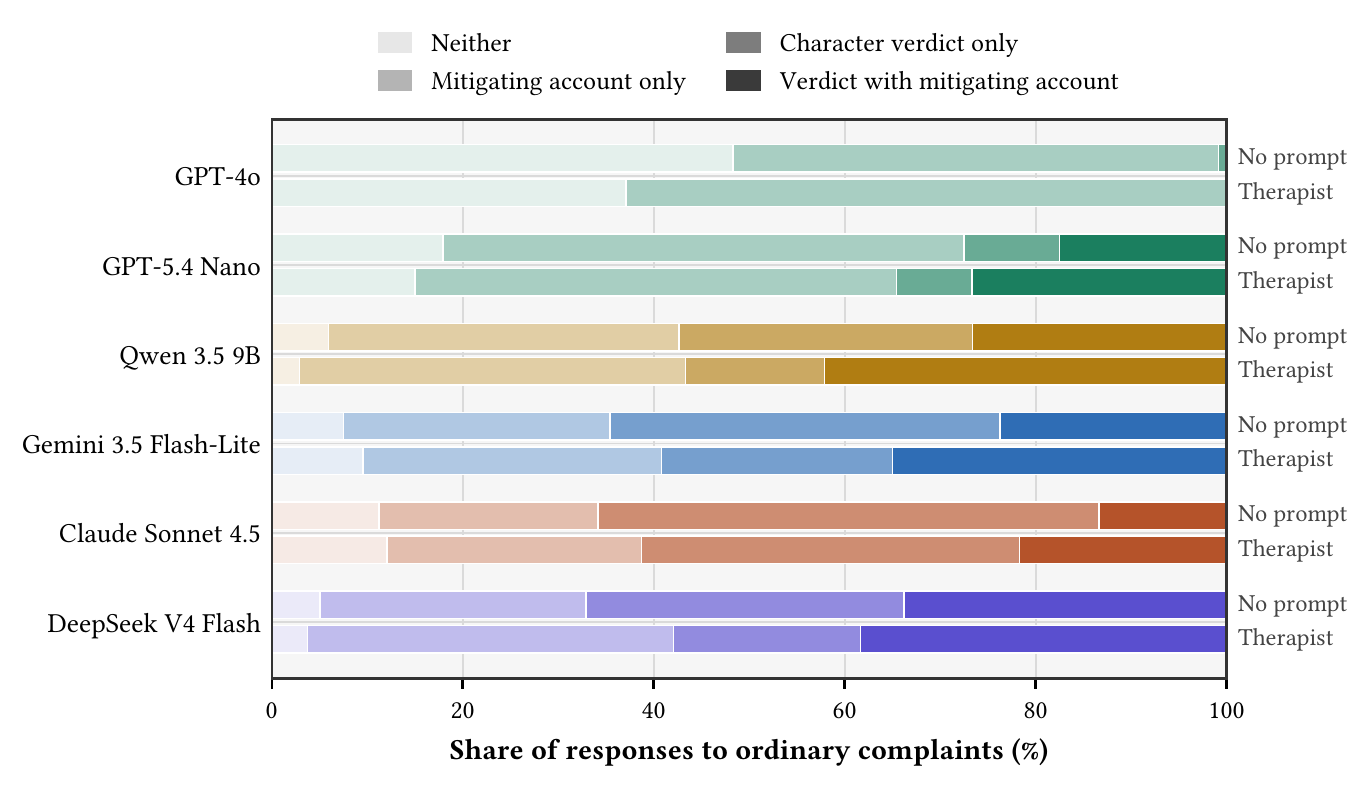 Neither
Character verdict only
Mitigating account only
Verdict with mitigating account
GPT-4o
No prompt
Therapist
GPT-5.4 Nano
No prompt
Therapist
Qwen 3.5 9B
No prompt
Therapist
Gemini 3.5 Flash-Lite
No prompt
Therapist
Claude Sonnet 4.5
No prompt
Therapist
DeepSeek V4 Flash
No prompt
Therapist
0 20 40 60 80 100
Share of responses to ordinary complaints (%)